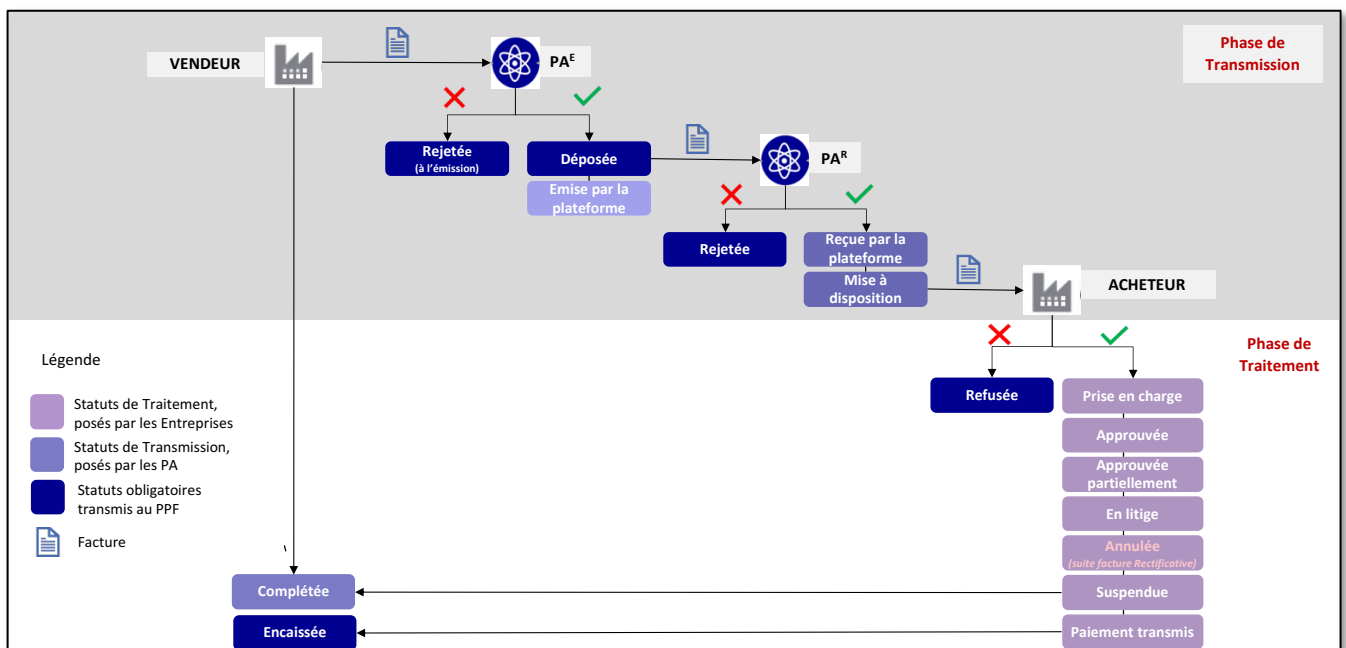 VENDEUR
PAᴱ
Phase de
Transmission
Rejetée
(à l'émission)
Déposée
Emise par la
plateforme
PAᴿ
Rejetée
Reçue par la
plateforme
Mise à
disposition
ACHETEUR
Phase de
Traitement
Légende
Statuts de Traitement,
posés par les Entreprises
Statuts de Transmission,
posés par les PA
Statuts obligatoires
transmis au PPF
Facture
Refusée
Prise en charge
Approuvée
Approuvée
partiellement
En litige
Annulée
(suite facture Rectificative)
Complétée
Suspendue
Encaissée
Paiement transmis